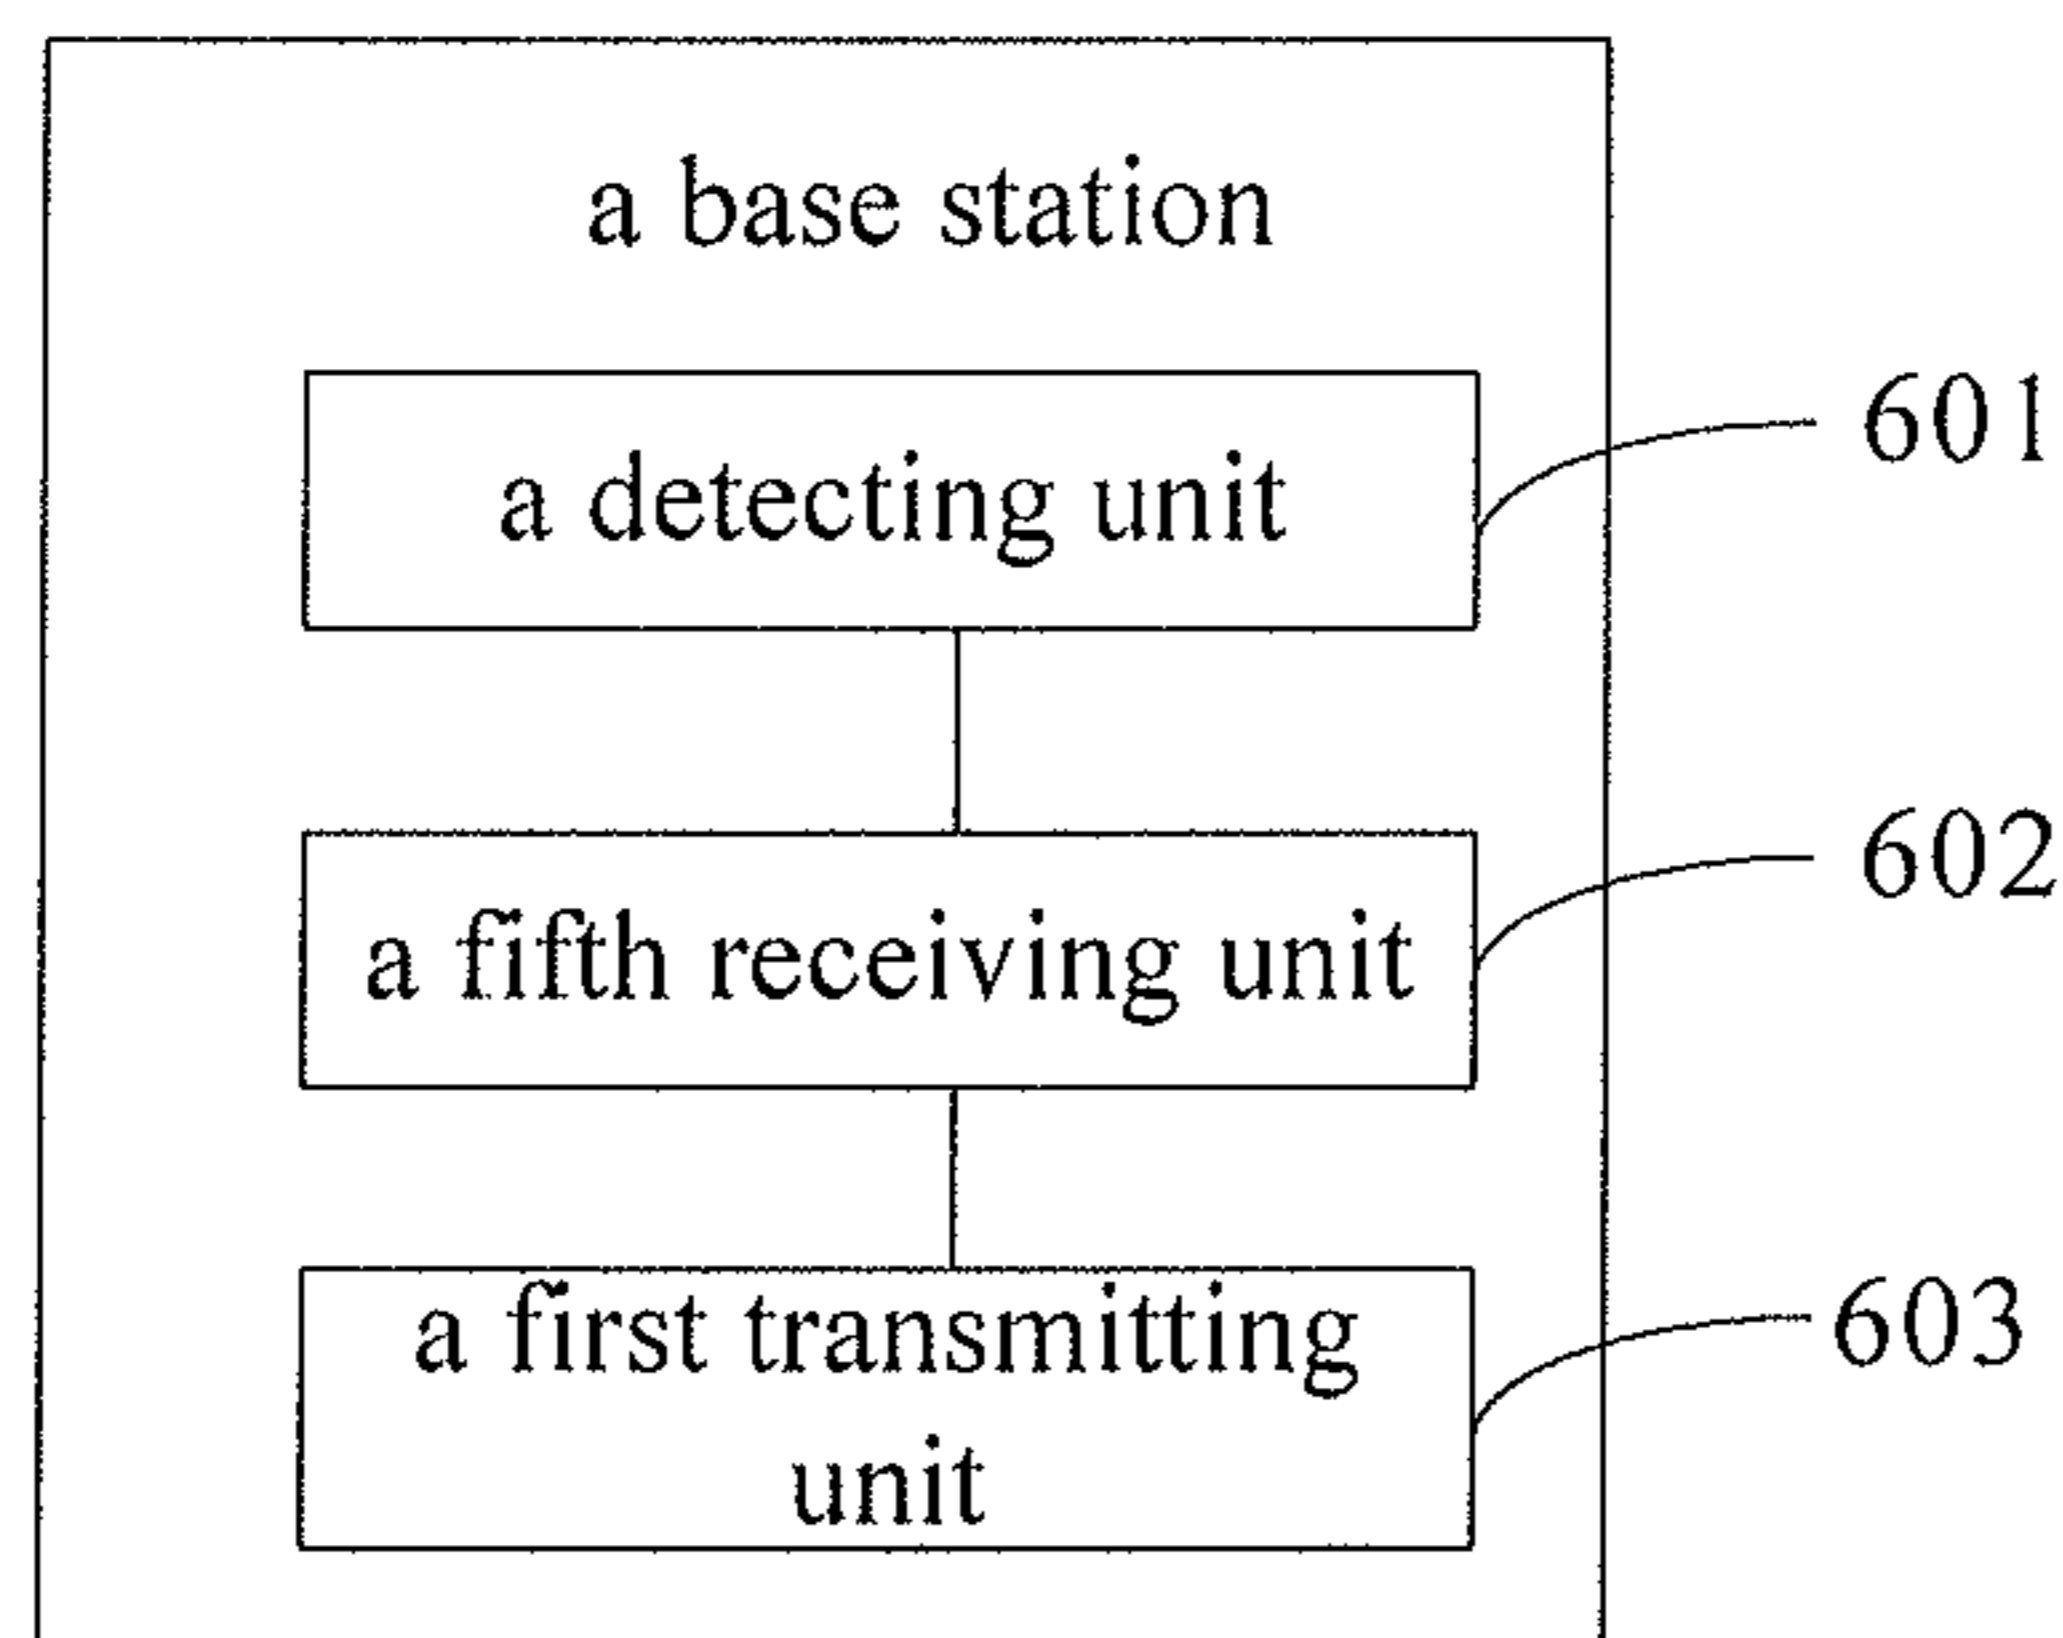 a base station
a detecting unit
601
a fifth receiving unit
602
a first transmitting
unit
603